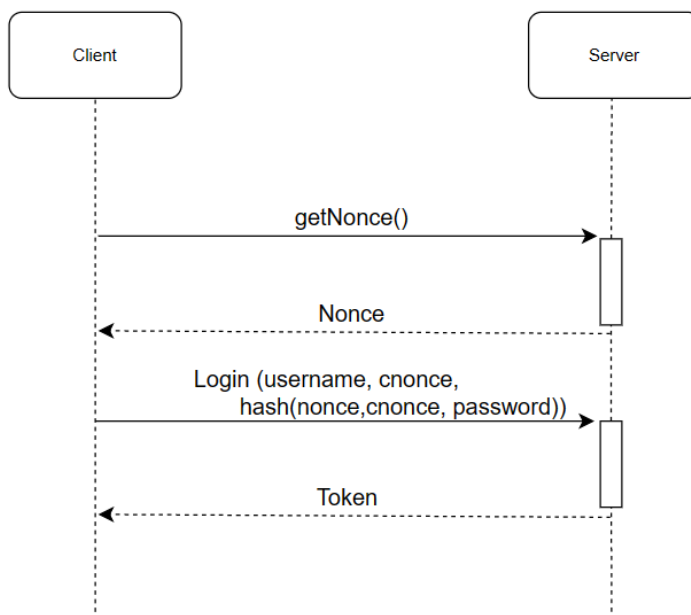 Client
Server
getNonce()
Nonce
Login (username, cnonce,
hash(nonce,cnonce, password))
Token